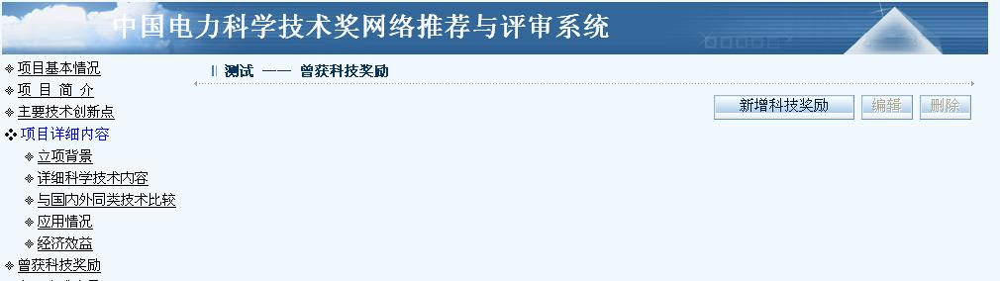 中国电力科学技术奖网络推荐与评审系统
项目基本情况
项 目 简 介
主要技术创新点
项目详细内容
立项背景
详细科学技术内容
与国内外同类技术比较
应用情况
经济效益
曾获科技奖励
测试 —— 曾获科技奖励
新增科技奖励 编辑 删除